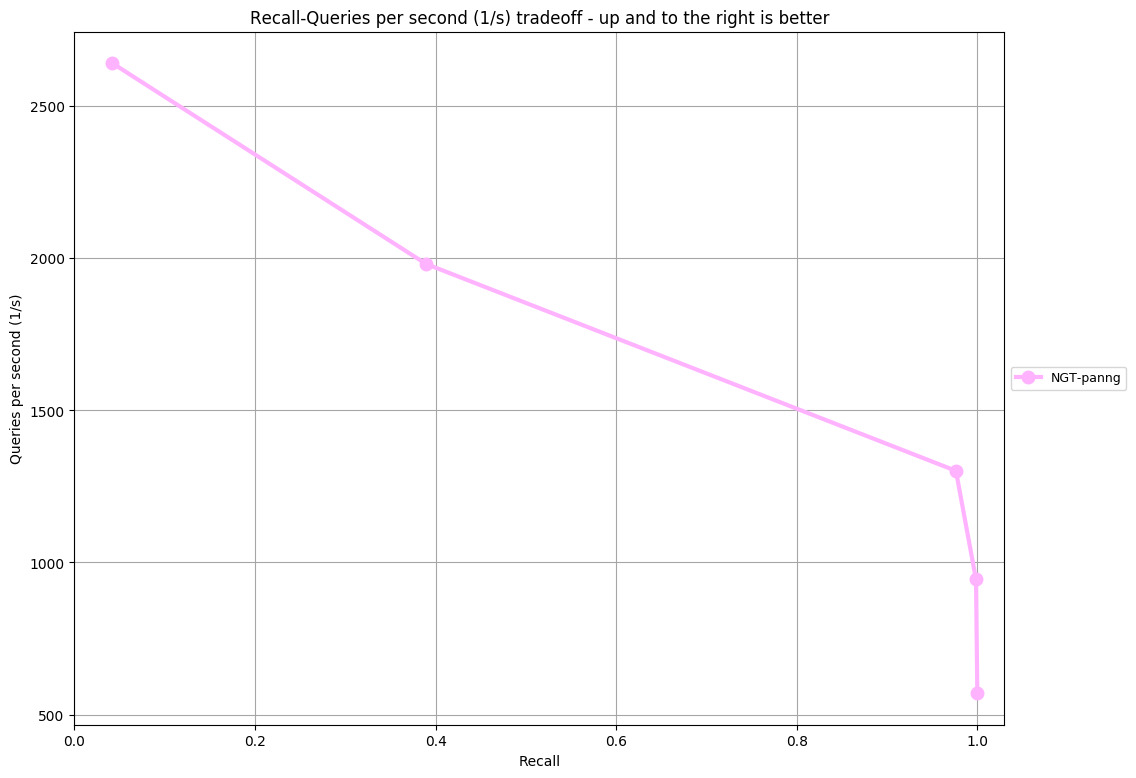 Recall-Queries per second (1/s) tradeoff - up and to the right is better
Queries per second (1/s)
2500
2000
1500
1000
500
0.0 0.2 0.4 0.6 0.8 1.0
Recall
NGT-panng